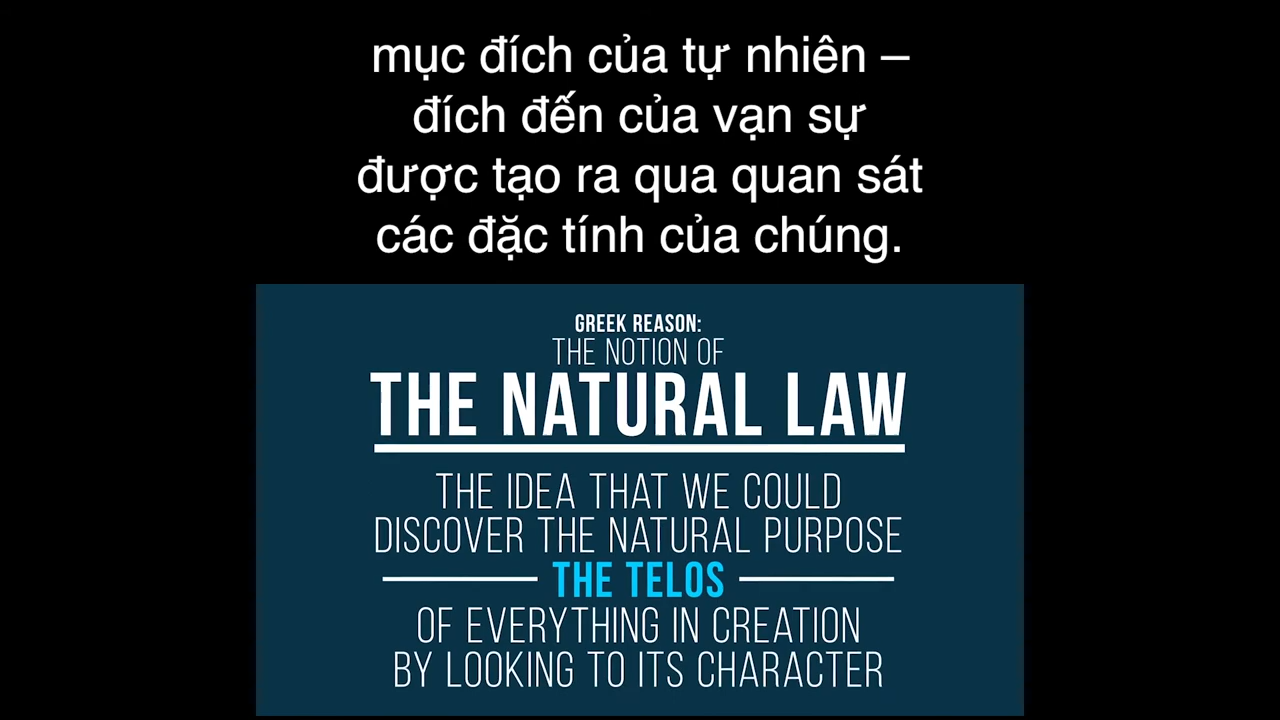 mục đích của tự nhiên –
đích đến của vạn sự
được tạo ra qua quan sát
các đặc tính của chúng.
GREEK REASON:
THE NOTION OF
THE NATURAL LAW
THE IDEA THAT WE COULD
DISCOVER THE NATURAL PURPOSE
THE TELOS
OF EVERYTHING IN CREATION
BY LOOKING TO ITS CHARACTER